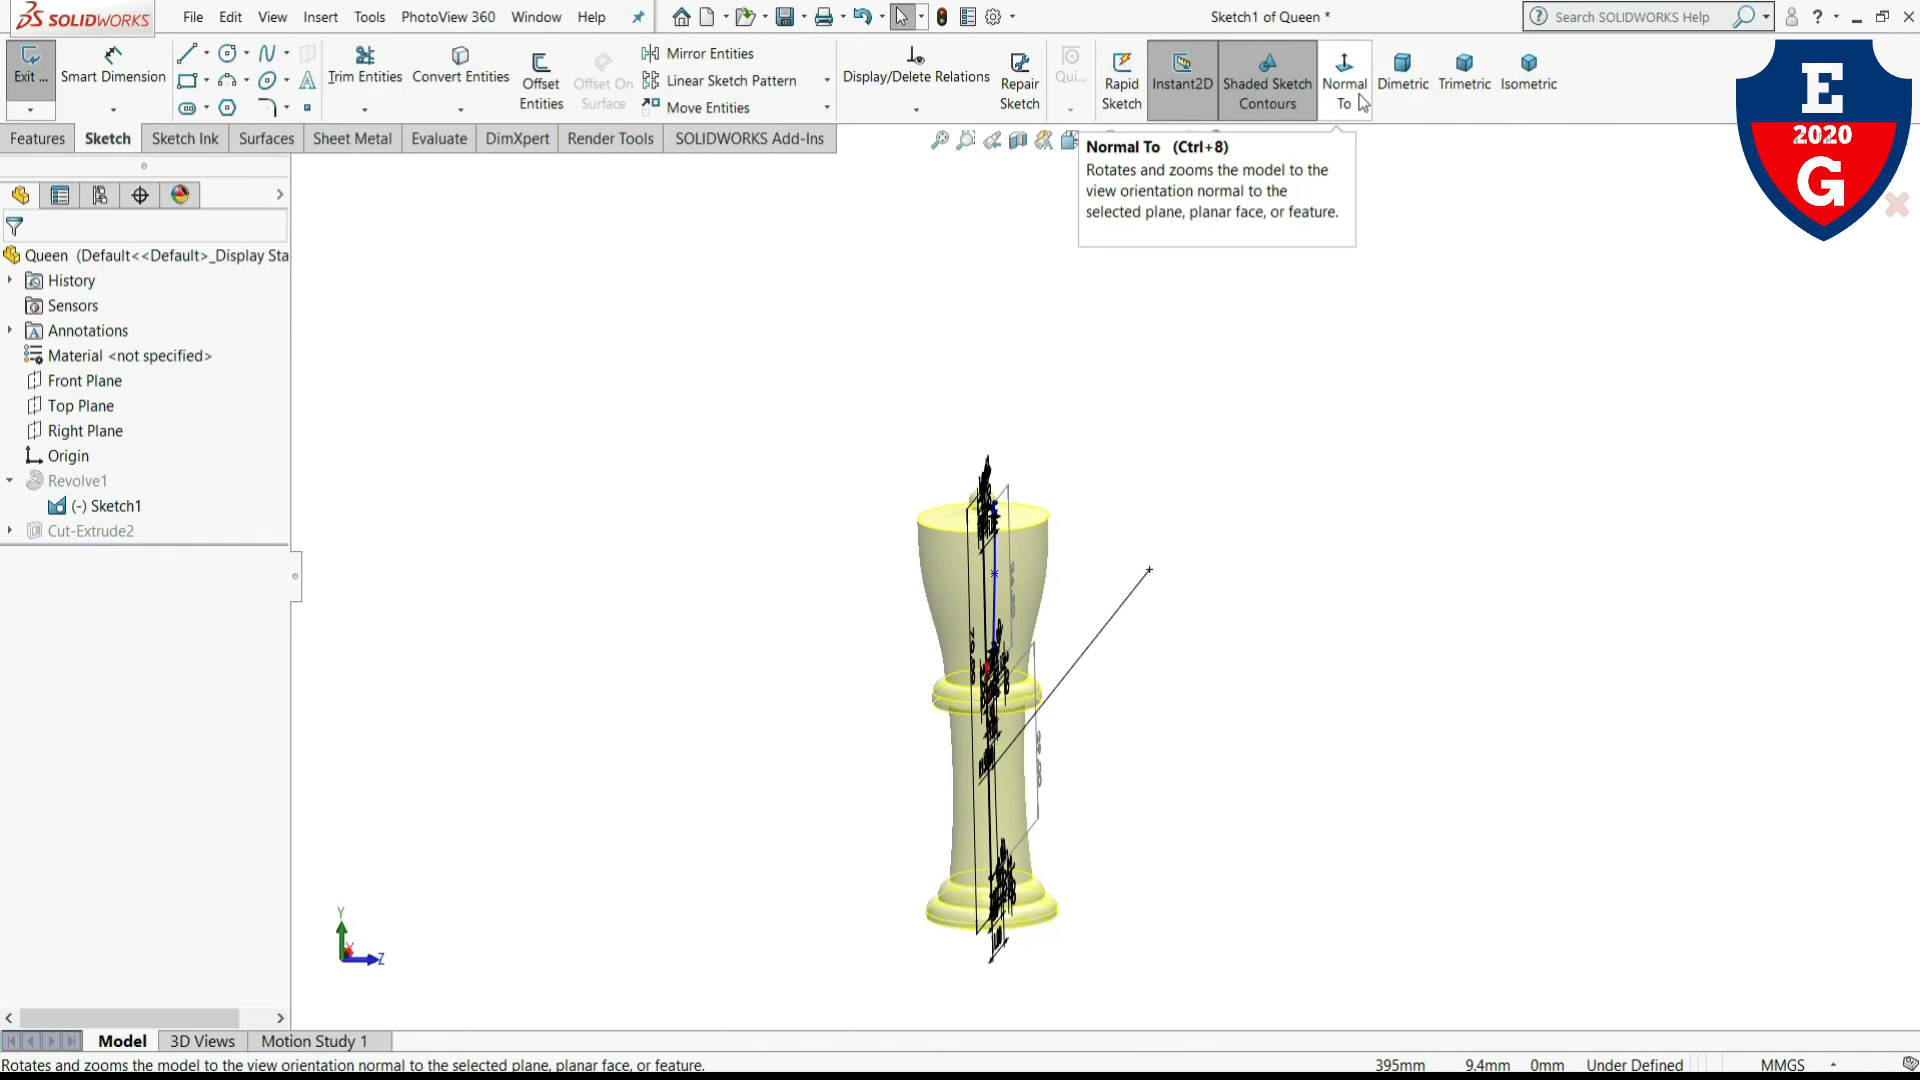 SOLIDWORKS
File Edit View Insert Tools PhotoView 360 Window Help
Sketch1 of Queen *
Search SOLIDWORKS Help
?
Exit ...
Smart Dimension
Trim Entities
Convert Entities
Offset Entities
Offset On Surface
Mirror Entities
Linear Sketch Pattern
Move Entities
Display/Delete Relations
Repair Sketch
Qui...
Rapid Sketch
Instant2D
Shaded Sketch Contours
Normal To
Dimetric
Trimetric
Isometric
E
2020
G
Features
Sketch
Sketch Ink
Surfaces
Sheet Metal
Evaluate
DimXpert
Render Tools
SOLIDWORKS Add-Ins
Normal To (Ctrl+8)
Rotates and zooms the model to the
view orientation normal to the
selected plane, planar face, or feature.
Queen (Default<<Default>_Display Sta
History
Sensors
Annotations
Material <not specified>
Front Plane
Top Plane
Right Plane
Origin
Revolve1
(-) Sketch1
Cut-Extrude2
Y
X
Z
Model
3D Views
Motion Study 1
Rotates and zooms the model to the view orientation normal to the selected plane, planar face, or feature.
395mm
9.4mm
0mm
Under Defined
MMGS